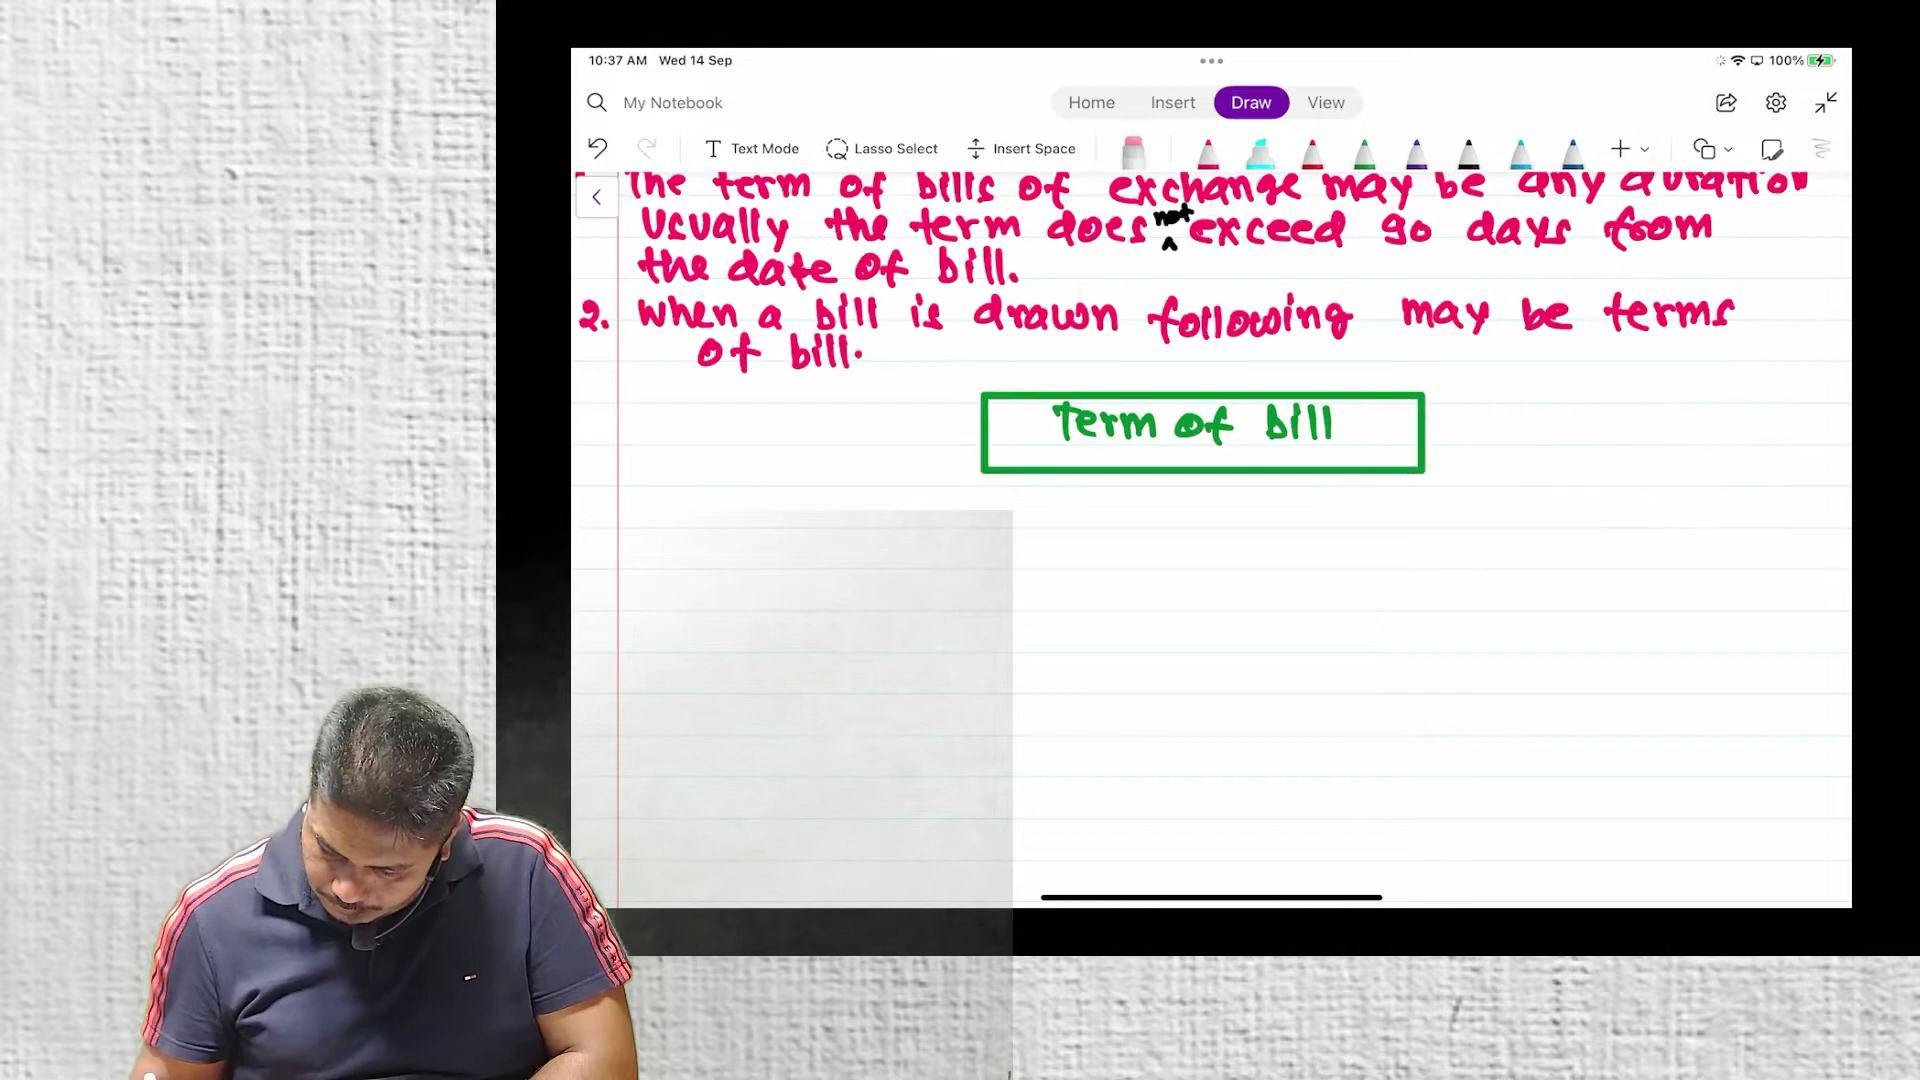 10:37 AM Wed 14 Sep
100%
My Notebook
Home Insert Draw View
Text Mode Lasso Select Insert Space
The term of bills of exchange may be any duration
Usually the term does not exceed 90 days from
the date of bill.
2. When a bill is drawn following may be terms
of bill.
Term of bill